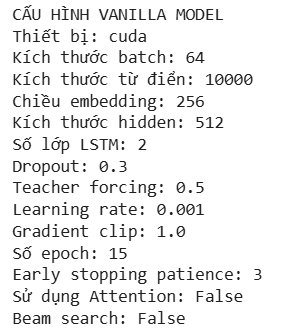 CẤU HÌNH VANILLA MODEL
Thiết bị: cuda
Kích thước batch: 64
Kích thước từ điển: 10000
Chiều embedding: 256
Kích thước hidden: 512
Số lớp LSTM: 2
Dropout: 0.3
Teacher forcing: 0.5
Learning rate: 0.001
Gradient clip: 1.0
Số epoch: 15
Early stopping patience: 3
Sử dụng Attention: False
Beam search: False